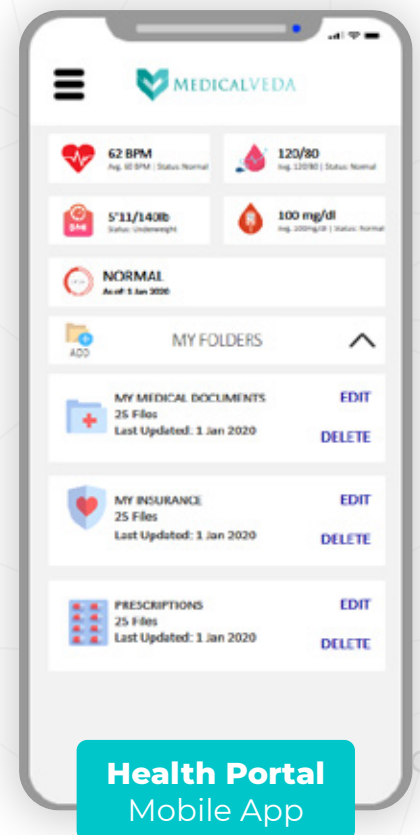 MEDICALVEDA
62 BPM
Avg. 60 BPM | Status: Normal
120/80
Avg. 120/80 | Status: Normal
BMI
5'11/140lb
Status: Underweight
100 mg/dl
Avg. 100mg/dl | Status: Normal
NORMAL
As of: 1 Jan 2020
ADD
MY FOLDERS
MY MEDICAL DOCUMENTS
EDIT
25 Files
Last Updated: 1 Jan 2020
DELETE
MY INSURANCE
EDIT
25 Files
Last Updated: 1 Jan 2020
DELETE
PRESCRIPTIONS
EDIT
25 Files
Last Updated: 1 Jan 2020
DELETE
Health Portal
Mobile App